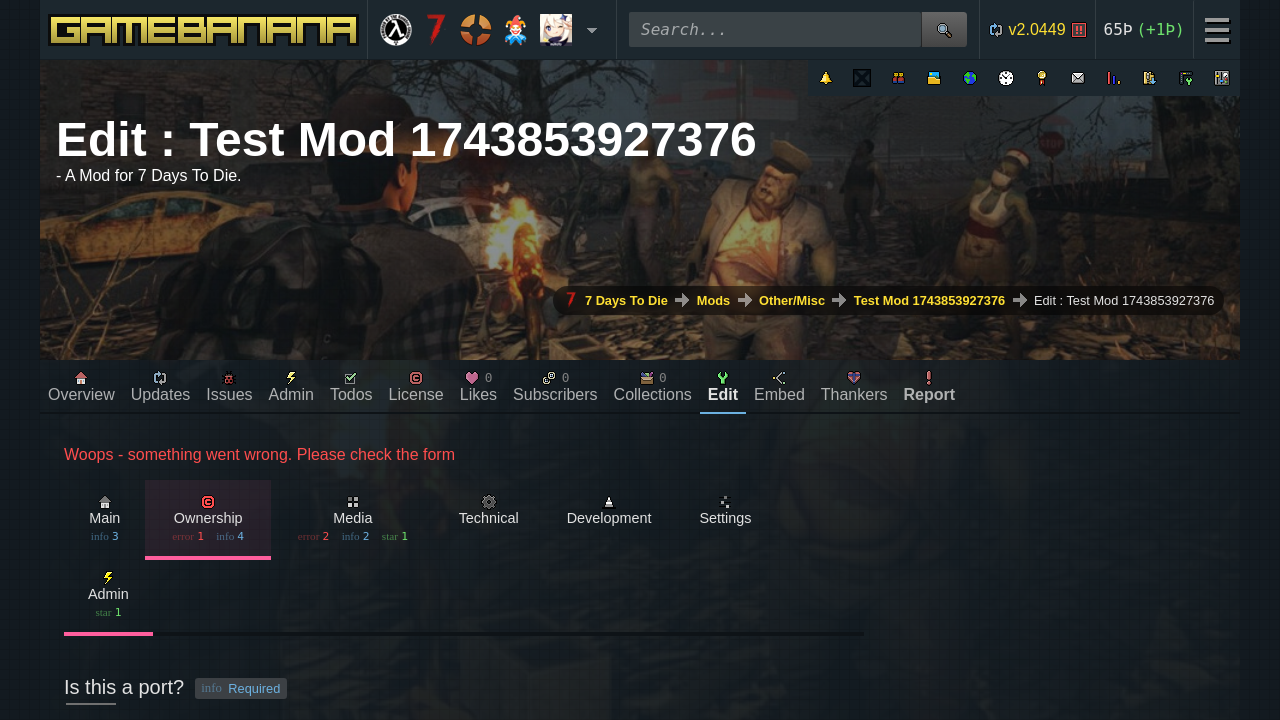 GAMEBANANA
Search...
v2.0449
65Þ (+1Þ)
Edit : Test Mod 1743853927376
- A Mod for 7 Days To Die.
7 Days To Die
Mods
Other/Misc
Test Mod 1743853927376
Edit : Test Mod 1743853927376
0
0
0
Overview
Updates
Issues
Admin
Todos
License
Likes
Subscribers
Collections
Edit
Embed
Thankers
Report
Woops - something went wrong. Please check the form
Main
Ownership
Media
Technical
Development
Settings
info 3
error 1 info 4
error 2 info 2 star 1
Admin
star 1
Is this a port? info Required